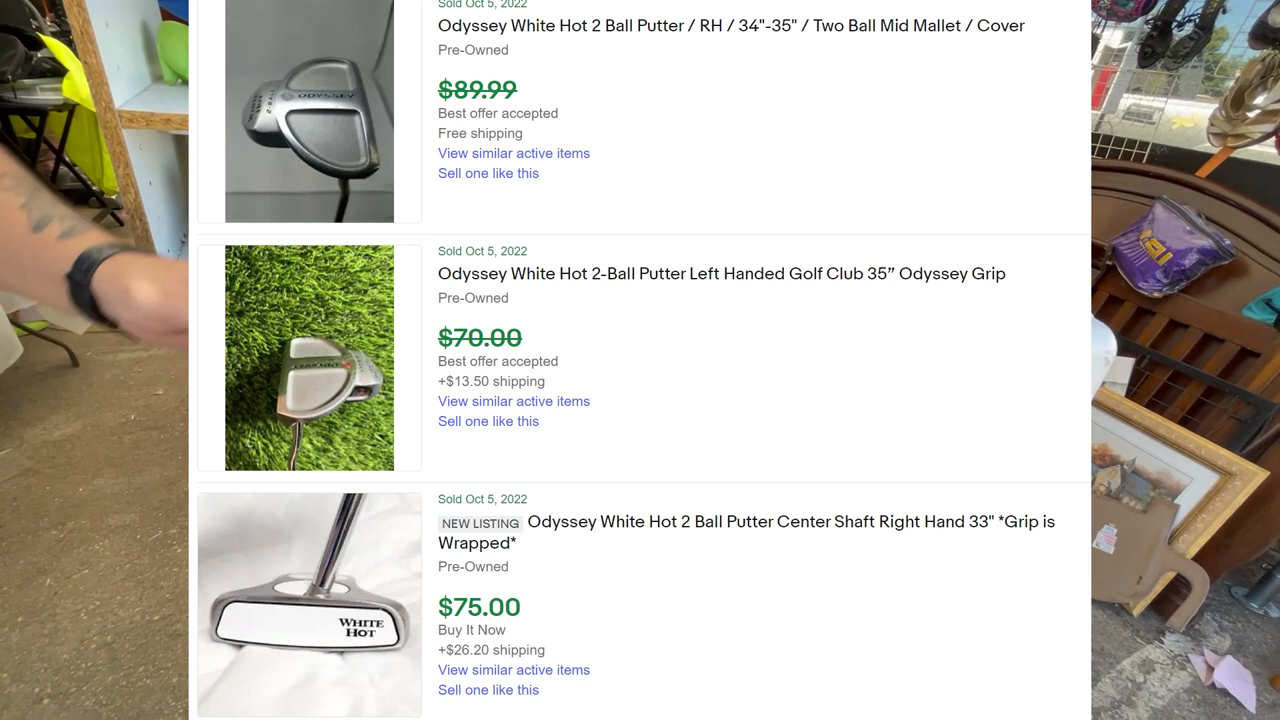 Sold Oct 5, 2022
Odyssey White Hot 2 Ball Putter / RH / 34"-35" / Two Ball Mid Mallet / Cover
Pre-Owned
$89.99
Best offer accepted
Free shipping
View similar active items
Sell one like this
ODYSSEY
Sold Oct 5, 2022
Odyssey White Hot 2-Ball Putter Left Handed Golf Club 35” Odyssey Grip
Pre-Owned
$70.00
Best offer accepted
+$13.50 shipping
View similar active items
Sell one like this
Sold Oct 5, 2022
NEW LISTING Odyssey White Hot 2 Ball Putter Center Shaft Right Hand 33" *Grip is
Wrapped*
Pre-Owned
$75.00
Buy It Now
+$26.20 shipping
View similar active items
Sell one like this
WHITE
HOT